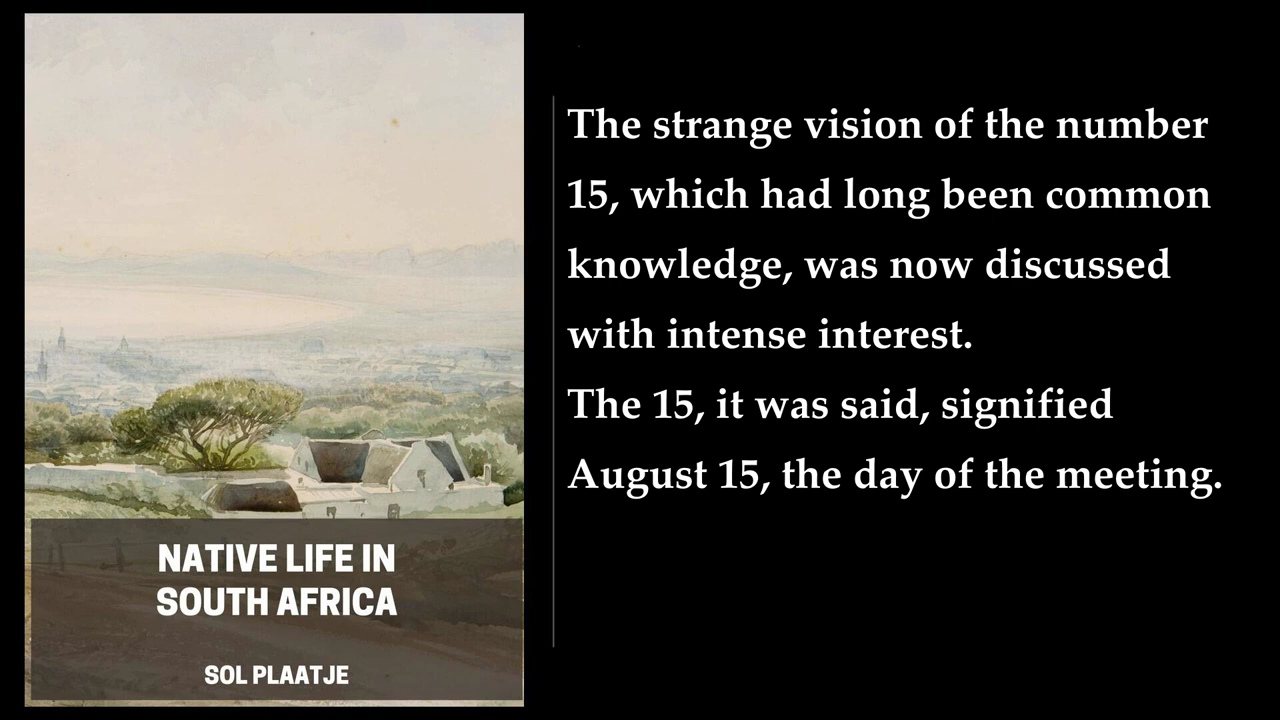 NATIVE LIFE IN
SOUTH AFRICA
SOL PLAATJE
The strange vision of the number
15, which had long been common
knowledge, was now discussed
with intense interest.
The 15, it was said, signified
August 15, the day of the meeting.